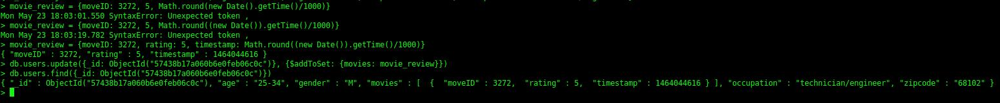 > movie_review = {moveID: 3272, 5, Math.round(new Date().getTime()/1000)}
Mon May 23 18:03:01.550 SyntaxError: Unexpected token ,
> movie_review = {moveID: 3272, 5, Math.round((new Date()).getTime()/1000)}
Mon May 23 18:03:19.782 SyntaxError: Unexpected token ,
> movie_review = {moveID: 3272, rating: 5, timestamp: Math.round((new Date()).getTime()/1000)}
{ "moveID" : 3272, "rating" : 5, "timestamp" : 1464044616 }
> db.users.update({_id: ObjectId("57438b17a060b6e0feb06c0c")}, {$addToSet: {movies: movie_review}})
> db.users.find({_id: ObjectId("57438b17a060b6e0feb06c0c")})
{ "_id" : ObjectId("57438b17a060b6e0feb06c0c"), "age" : "25-34", "gender" : "M", "movies" : [ { "moveID" : 3272, "rating" : 5, "timestamp" : 1464044616 } ], "occupation" : "technician/engineer", "zipcode" : "68102" }
>